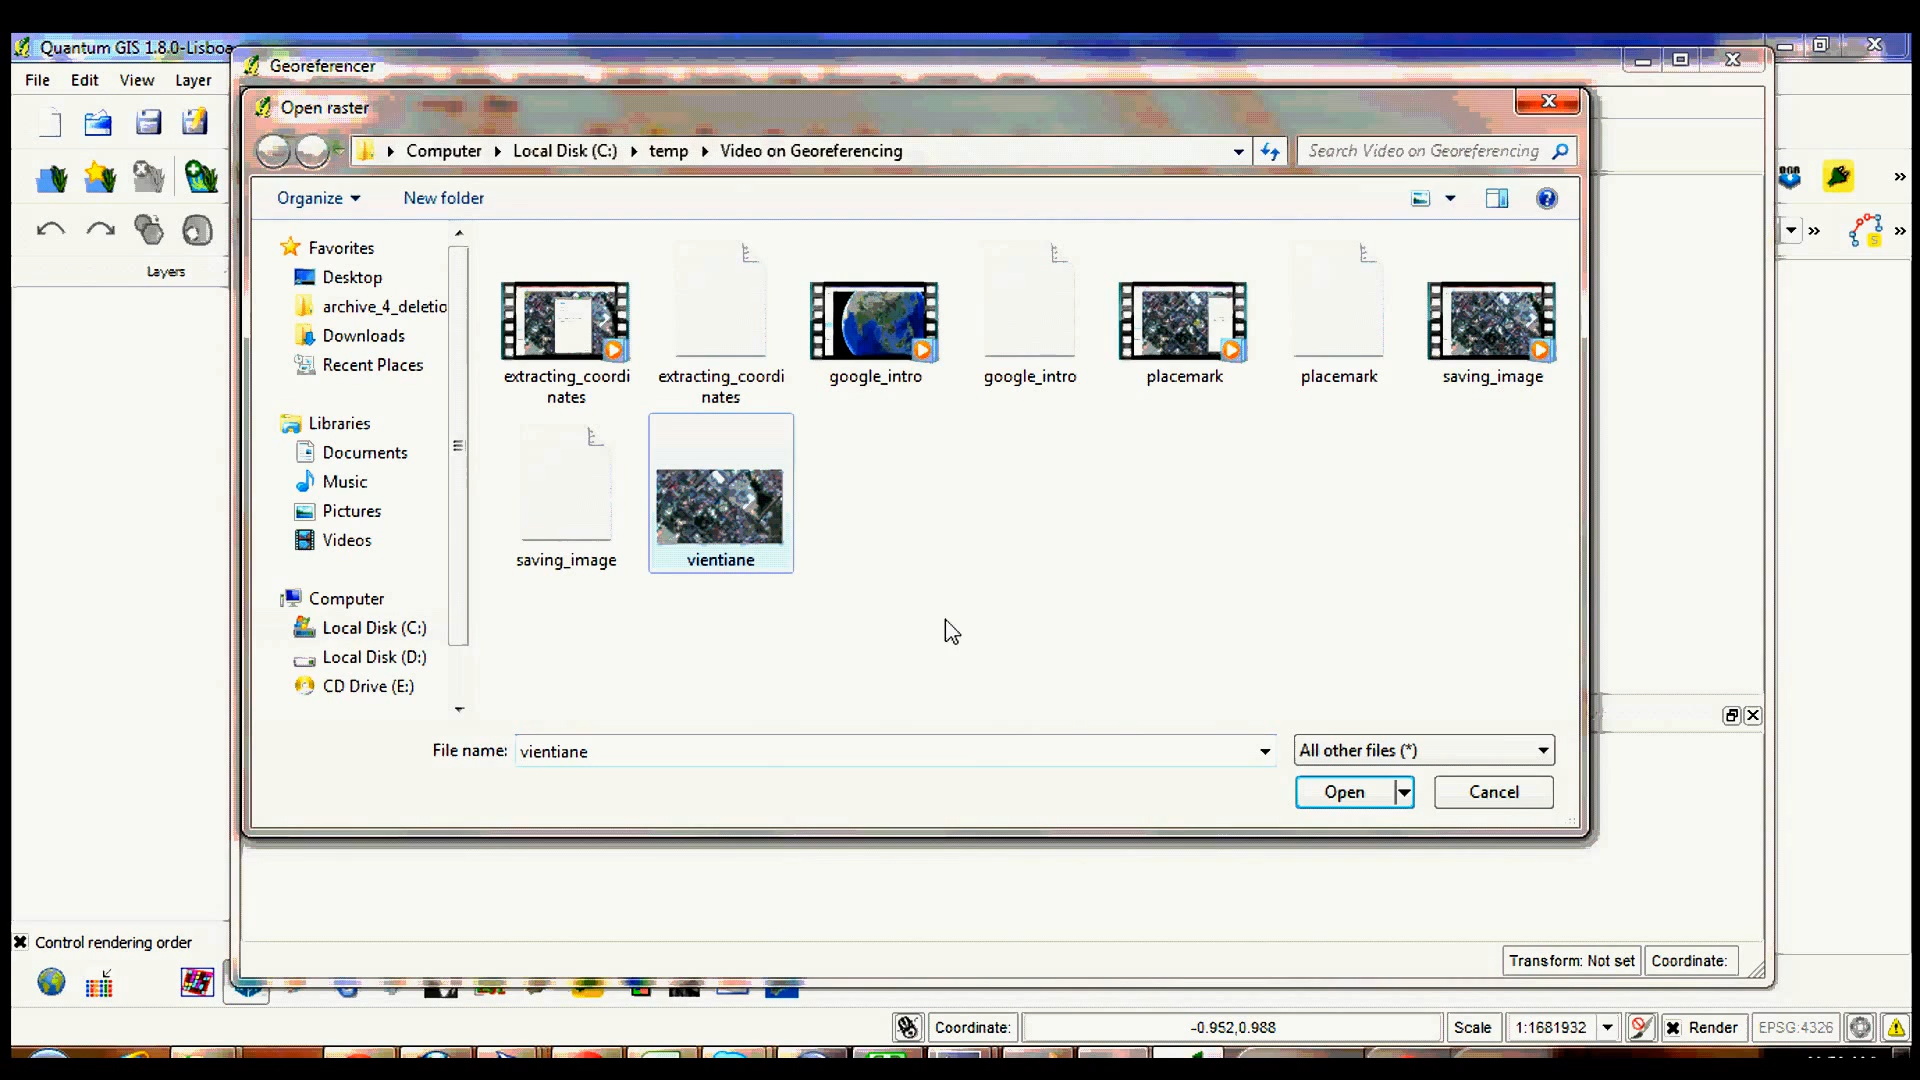 Quantum GIS 1.8.0-Lisboa
Georeferencer
File Edit View Layer
Open raster
Computer Local Disk (C:) temp Video on Georeferencing
Search Video on Georeferencing
Organize New folder
Favorites
Desktop
archive_4_deletio
Downloads
Recent Places
Libraries
Documents
Music
Pictures
Videos
Computer
Local Disk (C:)
Local Disk (D:)
CD Drive (E:)
Layers
extracting_coordi
nates
extracting_coordi
nates
google_intro
google_intro
placemark
placemark
saving_image
saving_image
vientiane
File name: vientiane
All other files (*)
Open Cancel
Control rendering order
Transform: Not set Coordinate:
Coordinate: -0.952,0.988 Scale 1:1681932 Render EPSG:4326